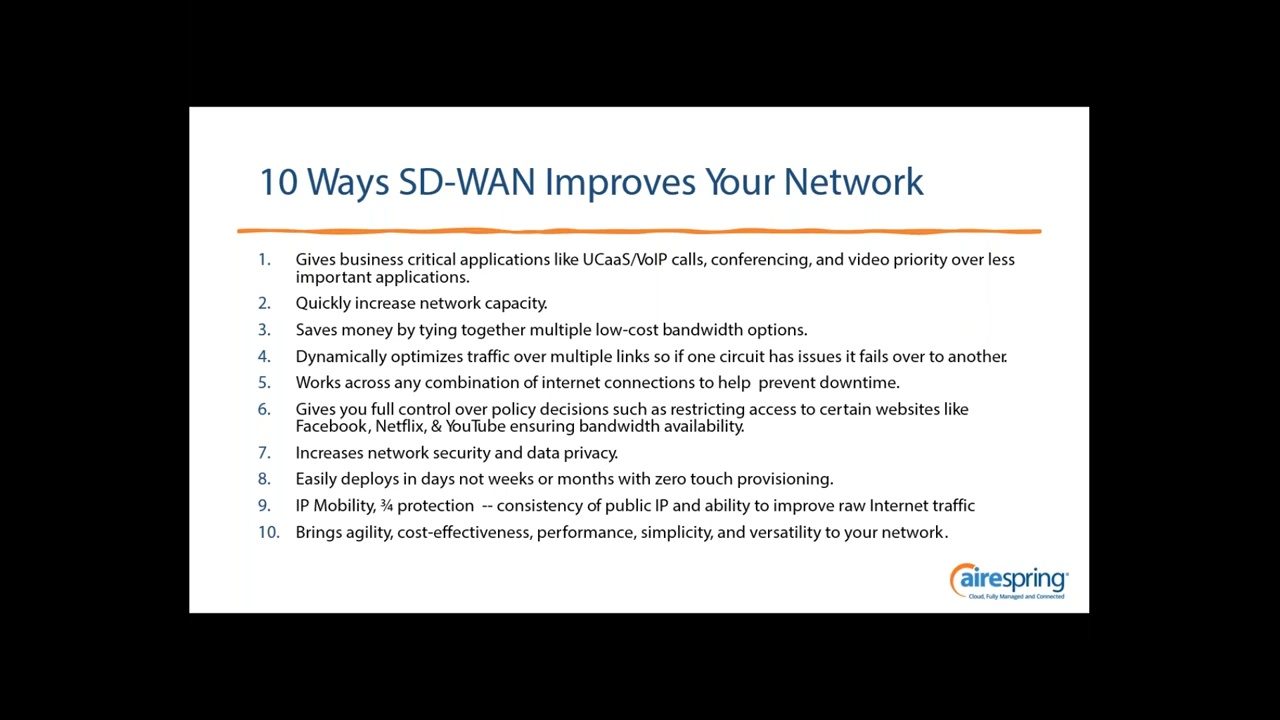 10 Ways SD-WAN Improves Your Network
1. Gives business critical applications like UCaaS/VoIP calls, conferencing, and video priority over less
important applications.
2. Quickly increase network capacity.
3. Saves money by tying together multiple low-cost bandwidth options.
4. Dynamically optimizes traffic over multiple links so if one circuit has issues it fails over to another.
5. Works across any combination of internet connections to help  prevent downtime.
6. Gives you full control over policy decisions such as restricting access to certain websites like
Facebook, Netflix, & YouTube ensuring bandwidth availability.
7. Increases network security and data privacy.
8. Easily deploys in days not weeks or months with zero touch provisioning.
9. IP Mobility, ¾ protection  -- consistency of public IP and ability to improve raw Internet traffic
10. Brings agility, cost-effectiveness, performance, simplicity, and versatility to your network.
airespring®
Cloud, Fully Managed and Connected